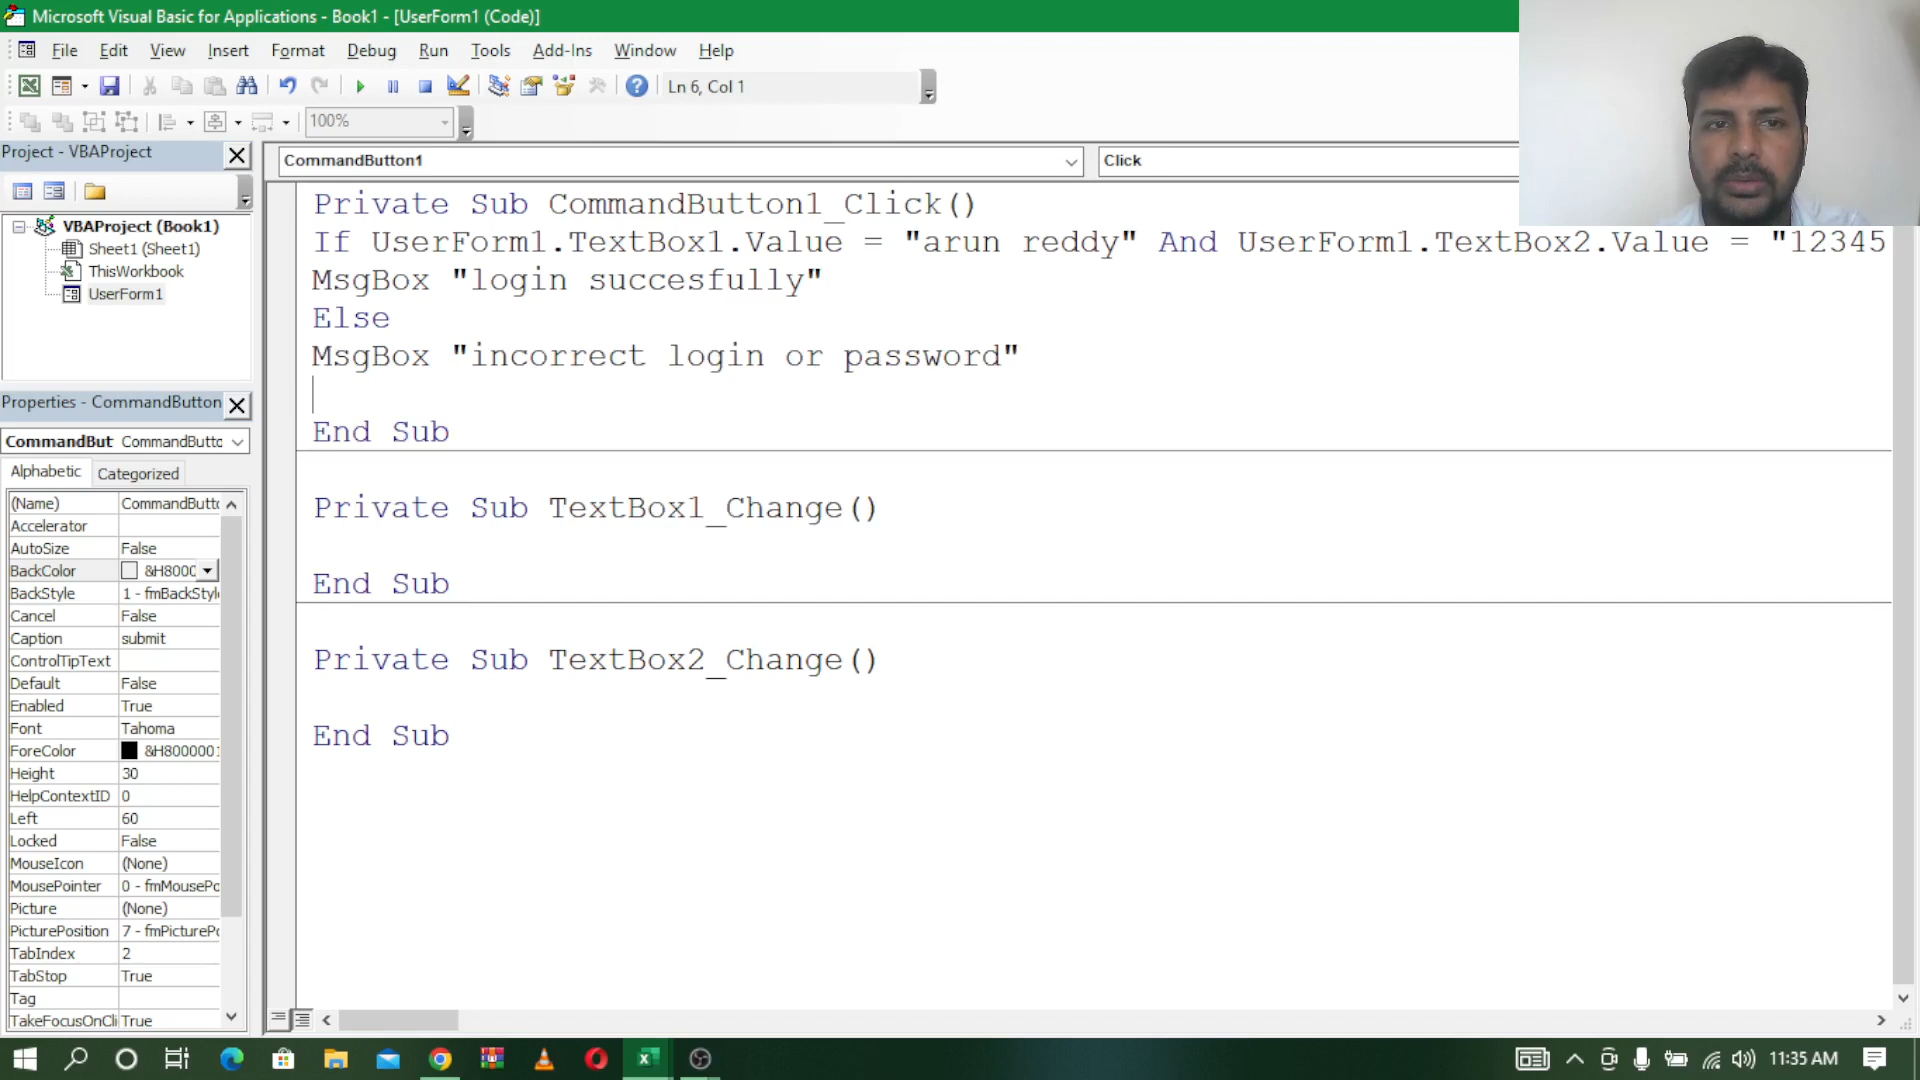 Microsoft Visual Basic for Applications - Book1 - [UserForm1 (Code)]
File Edit View Insert Format Debug Run Tools Add-Ins Window Help
Ln 6, Col 1
100%
Project - VBAProject
CommandButton1
Click
VBAProject (Book1)
Sheet1 (Sheet1)
ThisWorkbook
UserForm1
Private Sub CommandButton1_Click()
If UserForm1.TextBox1.Value = "arun reddy" And UserForm1.TextBox2.Value = "12345
MsgBox "login succesfully"
Else
MsgBox "incorrect login or password"
End Sub
Private Sub TextBox1_Change()
End Sub
Private Sub TextBox2_Change()
End Sub
Properties - CommandButton
CommandBut CommandButto
Alphabetic Categorized
(Name) CommandButto
Accelerator
AutoSize False
BackColor &H8000
BackStyle 1 - fmBackStyl
Cancel False
Caption submit
ControlTipText
Default False
Enabled True
Font Tahoma
ForeColor &H8000001
Height 30
HelpContextID 0
Left 60
Locked False
MouseIcon (None)
MousePointer 0 - fmMousePo
Picture (None)
PicturePosition 7 - fmPicturePo
TabIndex 2
TabStop True
Tag
TakeFocusOnCli True
11:35 AM